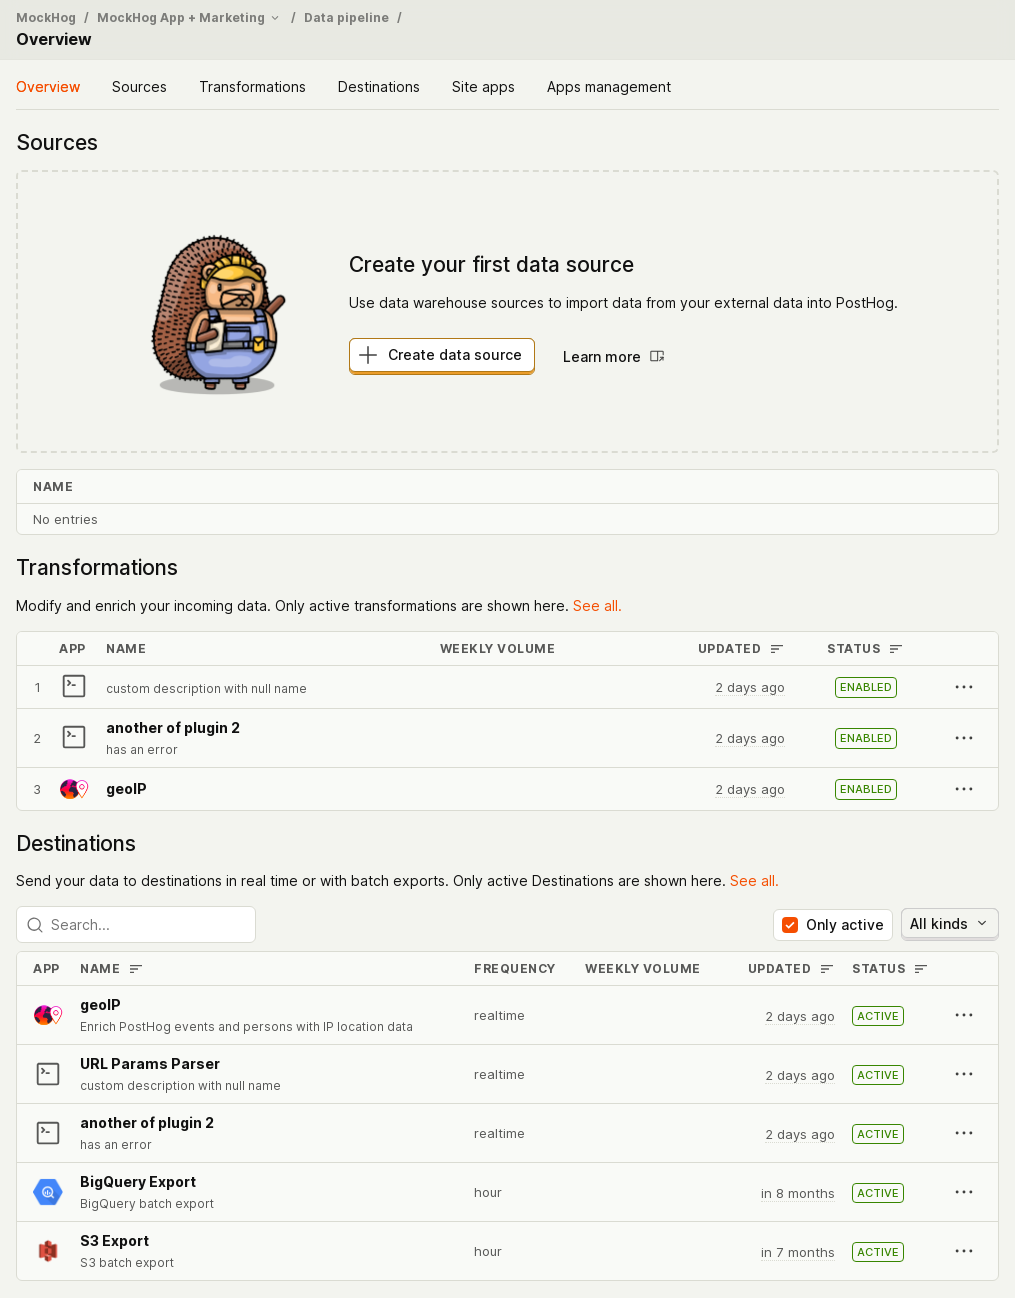 MockHog / MockHog App + Marketing / Data pipeline /
Overview
Overview Sources Transformations Destinations Site apps Apps management
Sources
Create your first data source
Use data warehouse sources to import data from your external data into PostHog.
Create data source Learn more
NAME
No entries
Transformations
Modify and enrich your incoming data. Only active transformations are shown here. See all.
APP NAME WEEKLY VOLUME UPDATED STATUS
1 custom description with null name 2 days ago ENABLED
another of plugin 2
2 2 days ago ENABLED
has an error
3 geoIP 2 days ago ENABLED
Destinations
Send your data to destinations in real time or with batch exports. Only active Destinations are shown here. See all.
Search... Only active All kinds
APP NAME FREQUENCY WEEKLY VOLUME UPDATED STATUS
geoIP
realtime 2 days ago ACTIVE
Enrich PostHog events and persons with IP location data
URL Params Parser
realtime 2 days ago ACTIVE
custom description with null name
another of plugin 2
realtime 2 days ago ACTIVE
has an error
BigQuery Export
hour in 8 months ACTIVE
BigQuery batch export
S3 Export
hour in 7 months ACTIVE
S3 batch export